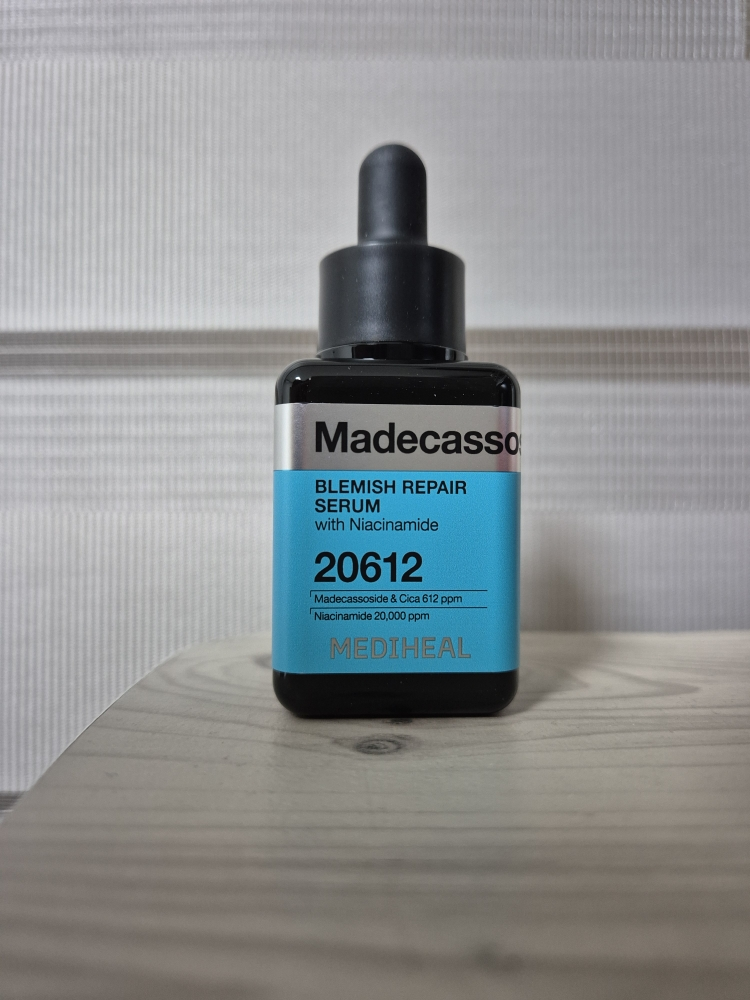 Madecassos
BLEMISH REPAIR
SERUM
with Niacinamide
20612
Madecassoside & Cica 612 ppm
Niacinamide 20,000 ppm
MEDIHEAL